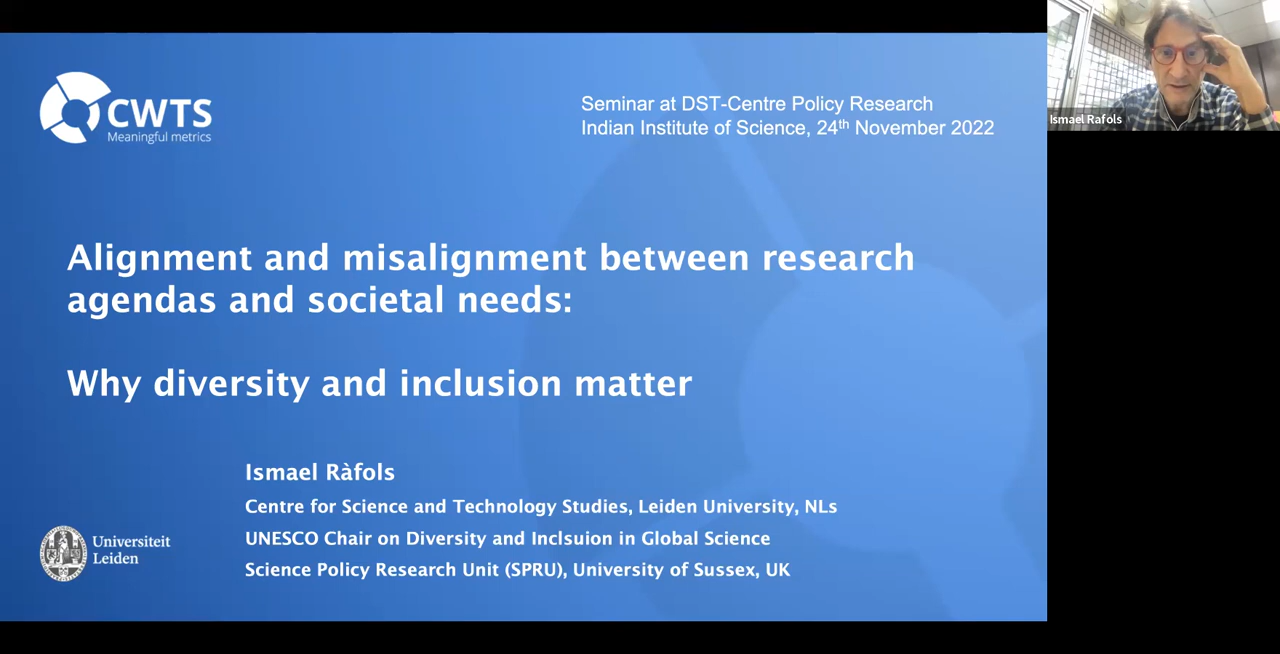 CWTS
Meaningful metrics
Seminar at DST-Centre Policy Research
Indian Institute of Science, 24th November 2022
Ismael Rafols
Alignment and misalignment between research
agendas and societal needs:
Why diversity and inclusion matter
Ismael Ràfols
Centre for Science and Technology Studies, Leiden University, NLs
UNESCO Chair on Diversity and Inclsuion in Global Science
Science Policy Research Unit (SPRU), University of Sussex, UK
Universiteit
Leiden